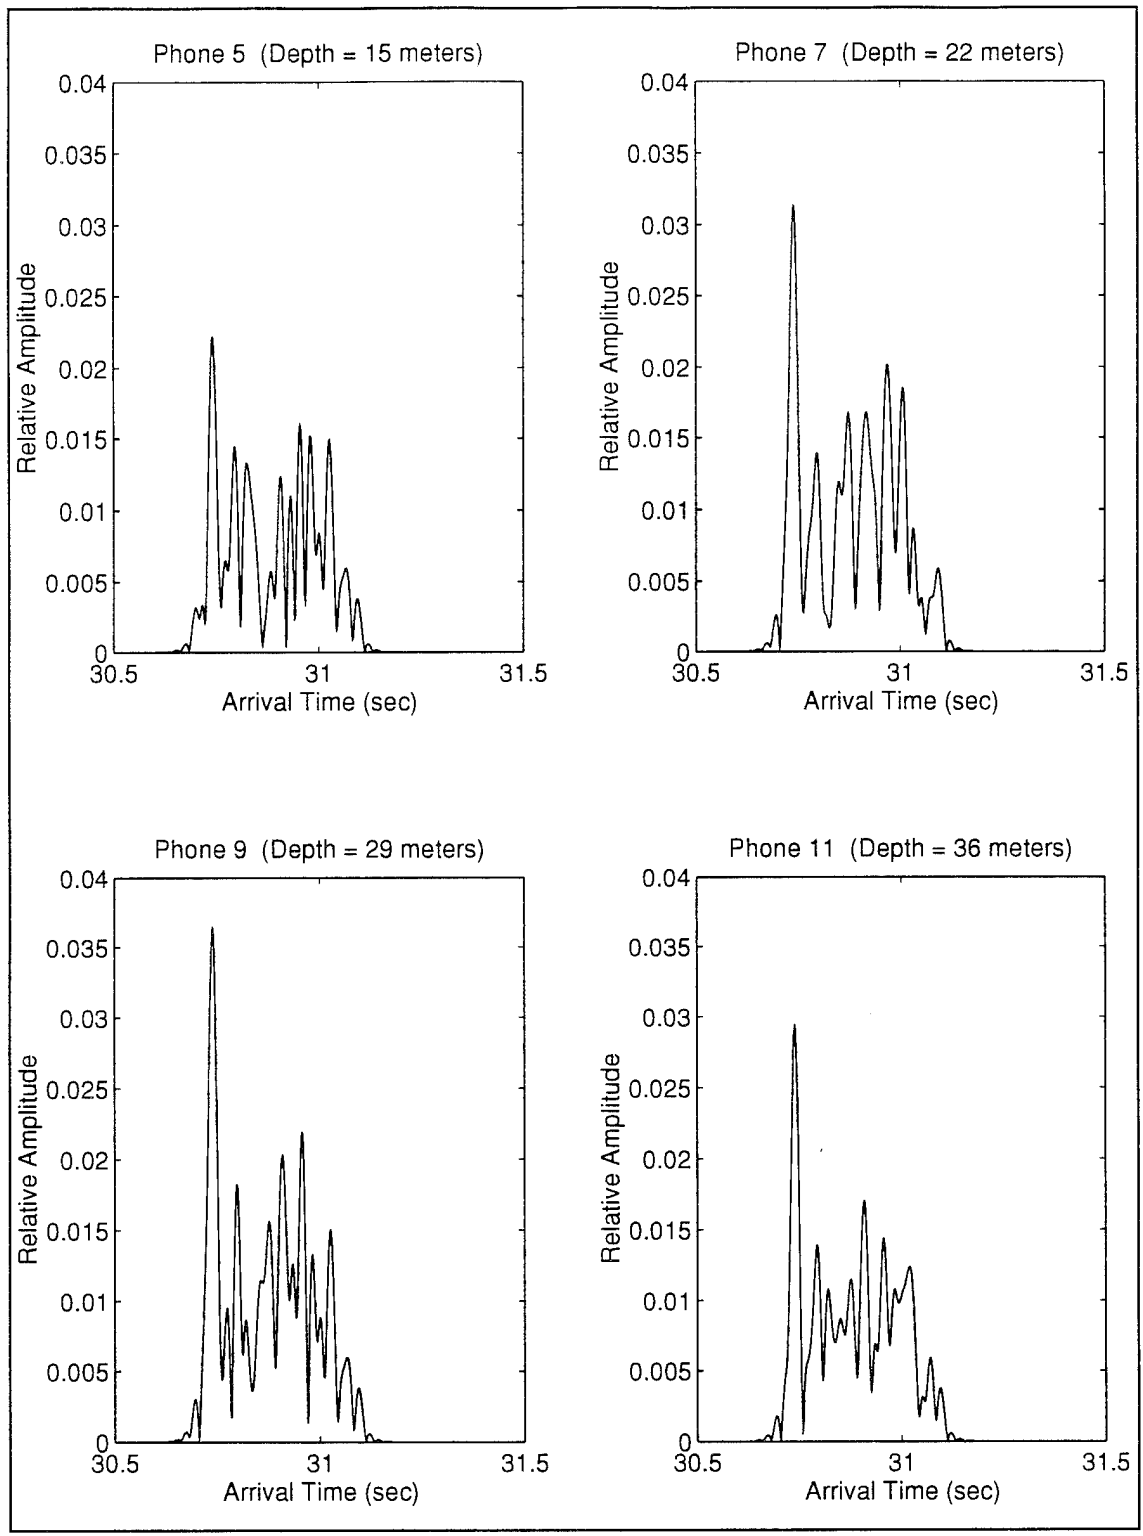 Phone 5 (Depth = 15 meters)
0.04
0.035
0.03
0.025
0.02
0.015
0.01
0.005
0
Relative Amplitude
30.5 31 31.5
Arrival Time (sec)
Phone 7 (Depth = 22 meters)
0.04
0.035
0.03
0.025
0.02
0.015
0.01
0.005
0
Relative Amplitude
30.5 31 31.5
Arrival Time (sec)
Phone 9 (Depth = 29 meters)
0.04
0.035
0.03
0.025
0.02
0.015
0.01
0.005
0
Relative Amplitude
30.5 31 31.5
Arrival Time (sec)
Phone 11 (Depth = 36 meters)
0.04
0.035
0.03
0.025
0.02
0.015
0.01
0.005
0
Relative Amplitude
30.5 31 31.5
Arrival Time (sec)